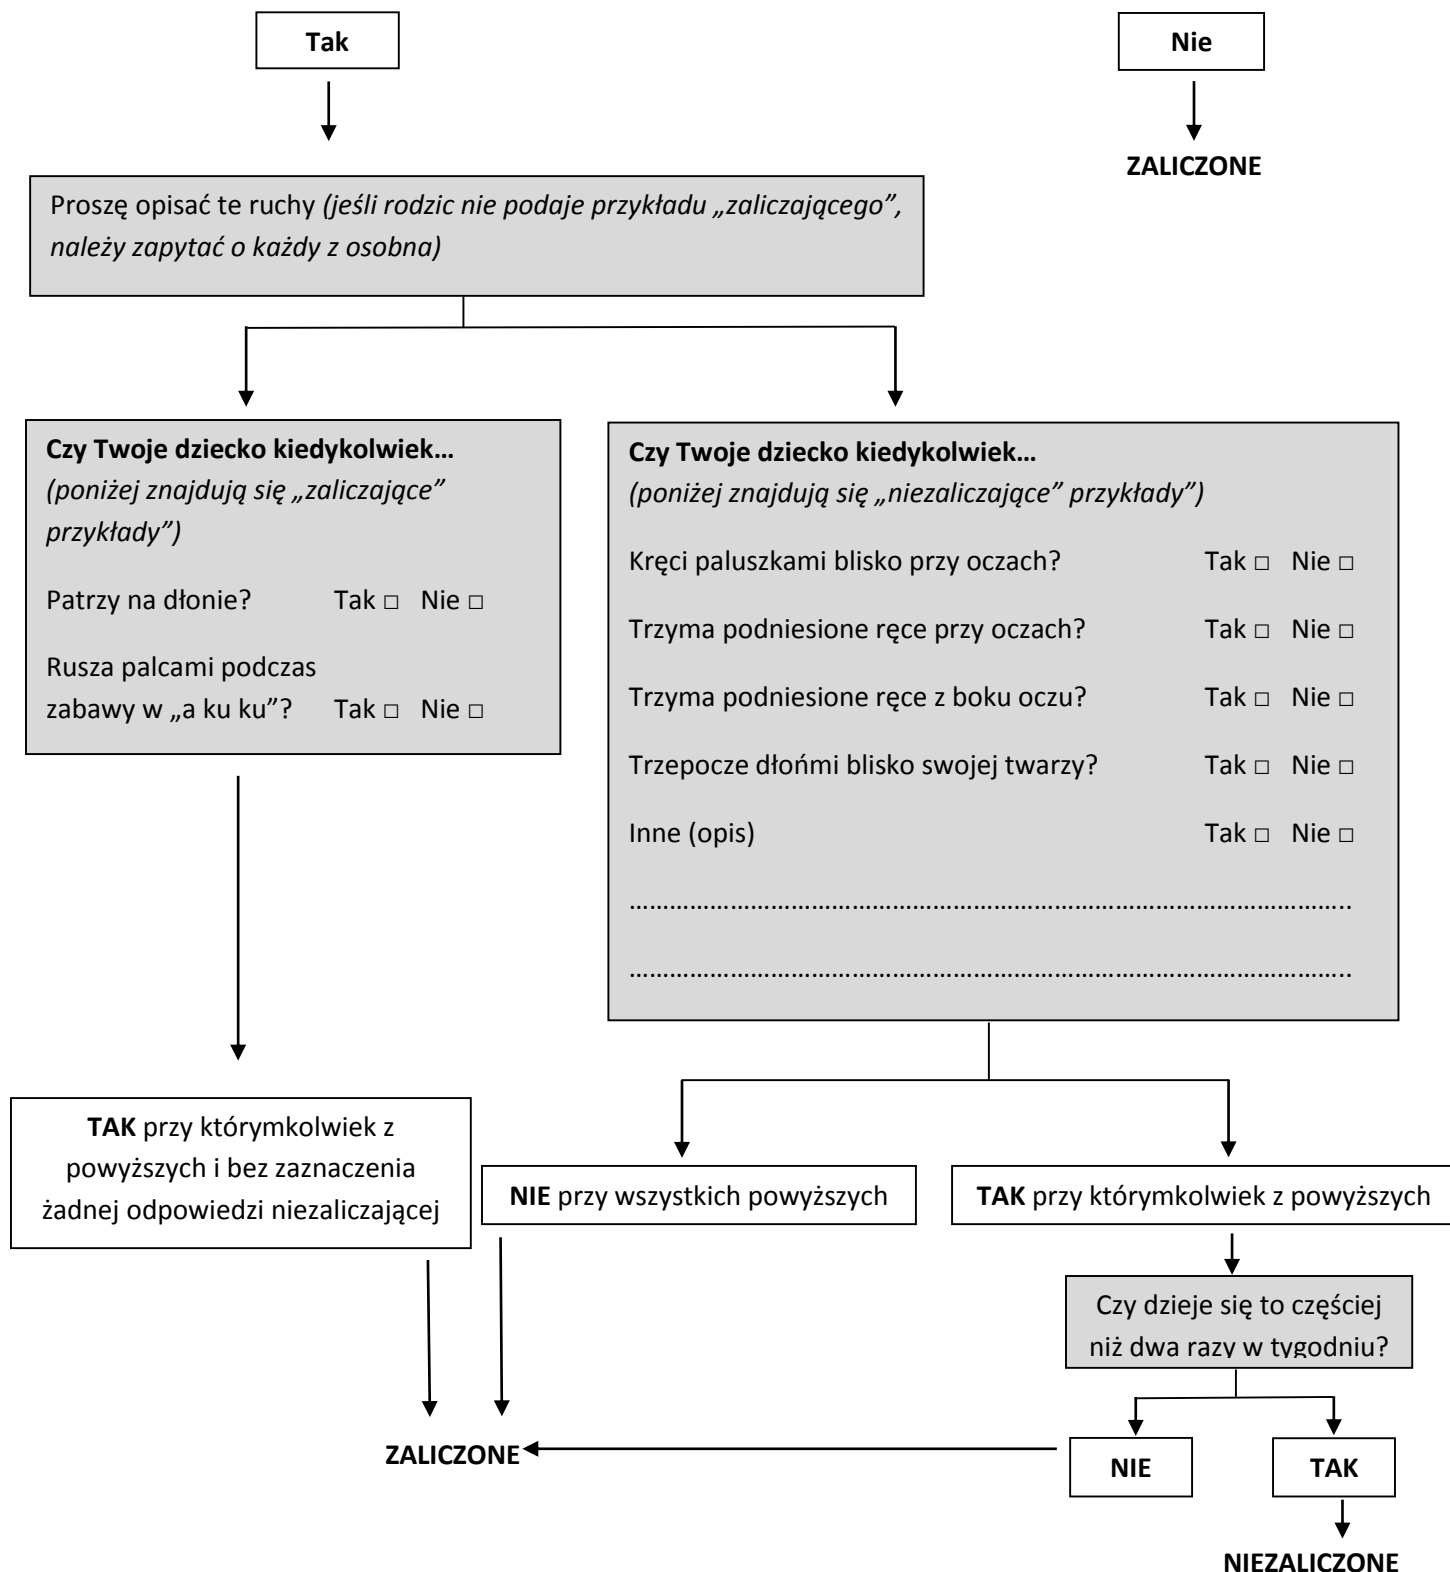 Tak
Nie
ZALICZONE
Proszę opisać te ruchy (jeśli rodzic nie podaje przykładu „zaliczającego”,
należy zapytać o każdy z osobna)
Czy Twoje dziecko kiedykolwiek…
(poniżej znajdują się „zaliczające”
przykłady”)
Patrzy na dłonie? Tak □ Nie □
Rusza palcami podczas
zabawy w „a ku ku”? Tak □ Nie □
Czy Twoje dziecko kiedykolwiek…
(poniżej znajdują się „niezaliczające” przykłady”)
Kręci paluszkami blisko przy oczach? Tak □ Nie □
Trzyma podniesione ręce przy oczach? Tak □ Nie □
Trzyma podniesione ręce z boku oczu? Tak □ Nie □
Trzepocze dłońmi blisko swojej twarzy? Tak □ Nie □
Inne (opis) Tak □ Nie □
…………………………………………………………………………………………..
…………………………………………………………………………………………..
TAK przy którymkolwiek z
powyższych i bez zaznaczenia
żadnej odpowiedzi niezaliczającej
NIE przy wszystkich powyższych
TAK przy którymkolwiek z powyższych
Czy dzieje się to częściej
niż dwa razy w tygodniu?
ZALICZONE
NIE
TAK
NIEZALICZONE